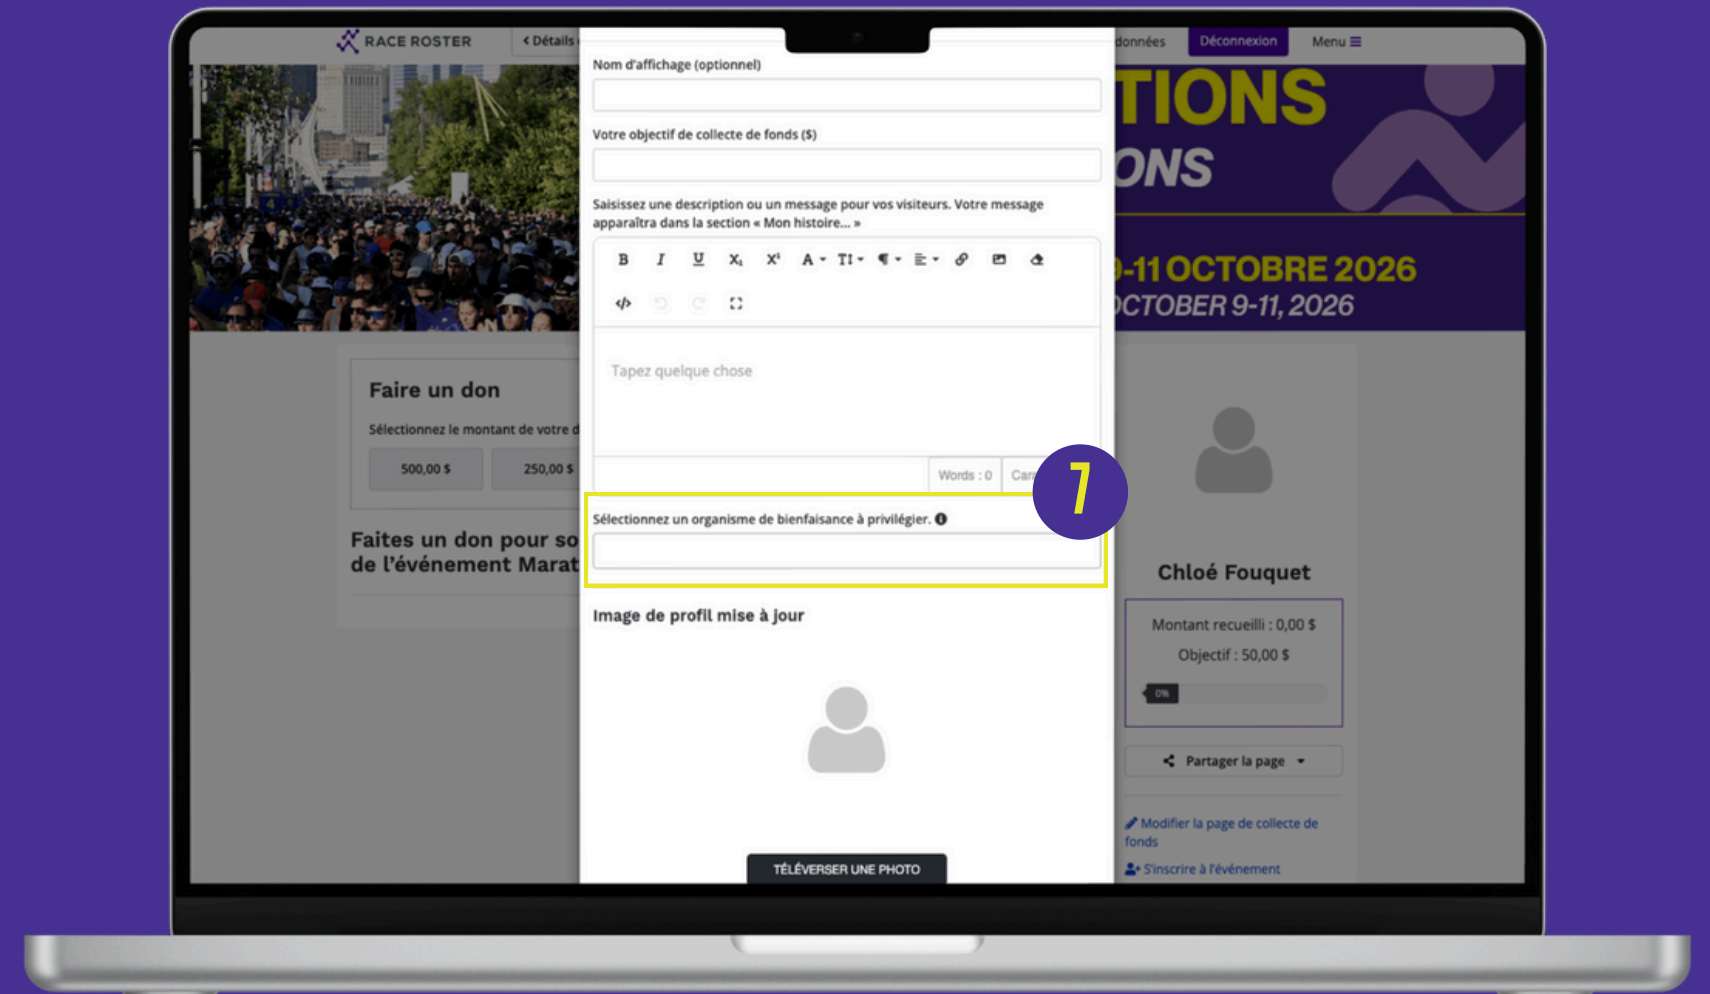 RACE ROSTER
< Détails
données
Déconnexion
Menu
TIONS
ONS
9-11 OCTOBRE 2026
OCTOBER 9-11, 2026
Nom d'affichage (optionnel)
Votre objectif de collecte de fonds ($)
Saisissez une description ou un message pour vos visiteurs. Votre message
apparaîtra dans la section « Mon histoire... »
Tapez quelque chose
Words : 0
7
Sélectionnez un organisme de bienfaisance à privilégier.
Image de profil mise à jour
TÉLÉVERSER UNE PHOTO
Faire un don
Sélectionnez le montant de votre d
500,00 $
250,00 $
Faites un don pour so
de l'événement Marat
Chloé Fouquet
Montant recueilli : 0,00 $
Objectif : 50,00 $
0%
Partager la page
Modifier la page de collecte de
fonds
S'inscrire à l'événement